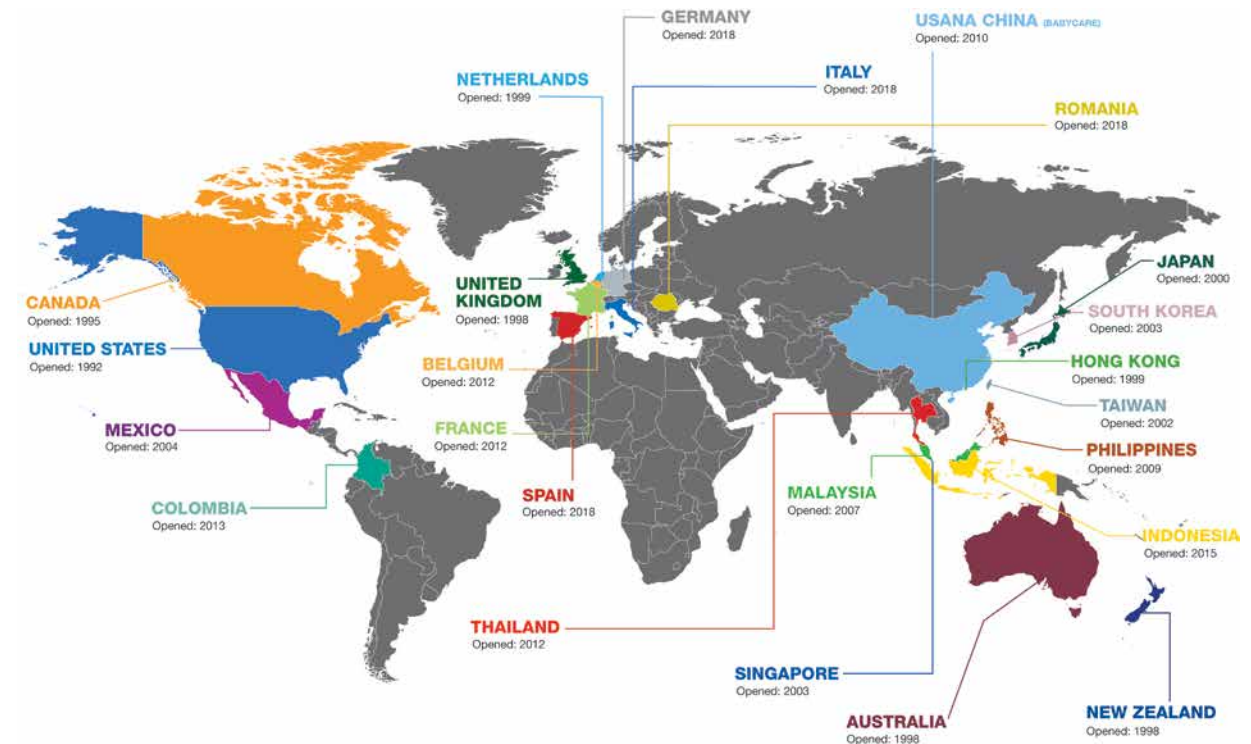 GERMANY
Opened: 2018
USANA CHINA (BABYCARE)
Opened: 2010
NETHERLANDS
Opened: 1999
ITALY
Opened: 2018
ROMANIA
Opened: 2018
CANADA
Opened: 1995
UNITED STATES
Opened: 1992
MEXICO
Opened: 2004
COLOMBIA
Opened: 2013
UNITED
KINGDOM
Opened: 1998
BELGIUM
Opened: 2012
FRANCE
Opened: 2012
SPAIN
Opened: 2018
THAILAND
Opened: 2012
JAPAN
Opened: 2000
SOUTH KOREA
Opened: 2003
HONG KONG
Opened: 1999
TAIWAN
Opened: 2002
PHILIPPINES
Opened: 2009
MALAYSIA
Opened: 2007
INDONESIA
Opened: 2015
SINGAPORE
Opened: 2003
AUSTRALIA
Opened: 1998
NEW ZEALAND
Opened: 1998